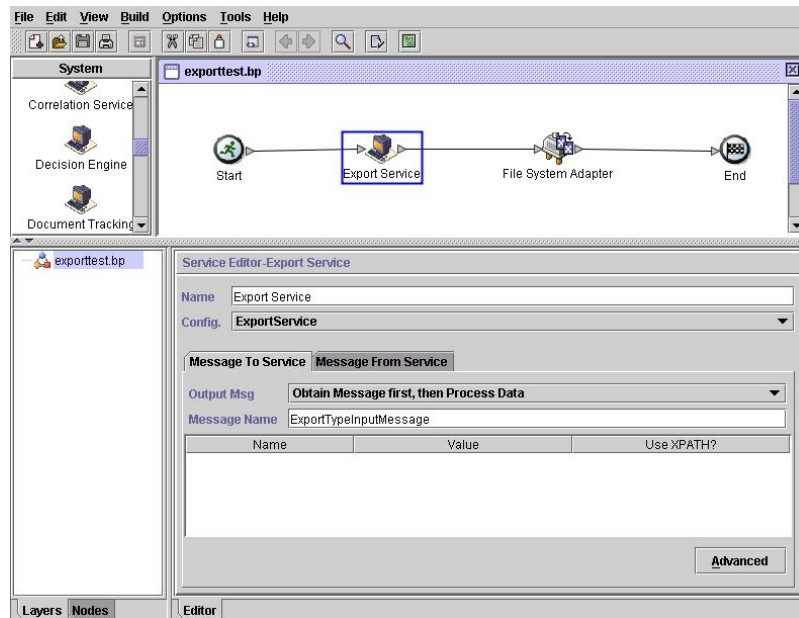 File Edit View Build Options Tools Help
System
exporttest.bp
Correlation Service
Decision Engine
Document Tracking
Start
Export Service
File System Adapter
End
exporttest.bp
Service Editor-Export Service
Name Export Service
Config. ExportService
Message To Service Message From Service
Output Msg Obtain Message first, then Process Data
Message Name ExportTypeInputMessage
Name Value Use XPATH?
Advanced
Layers Nodes
Editor